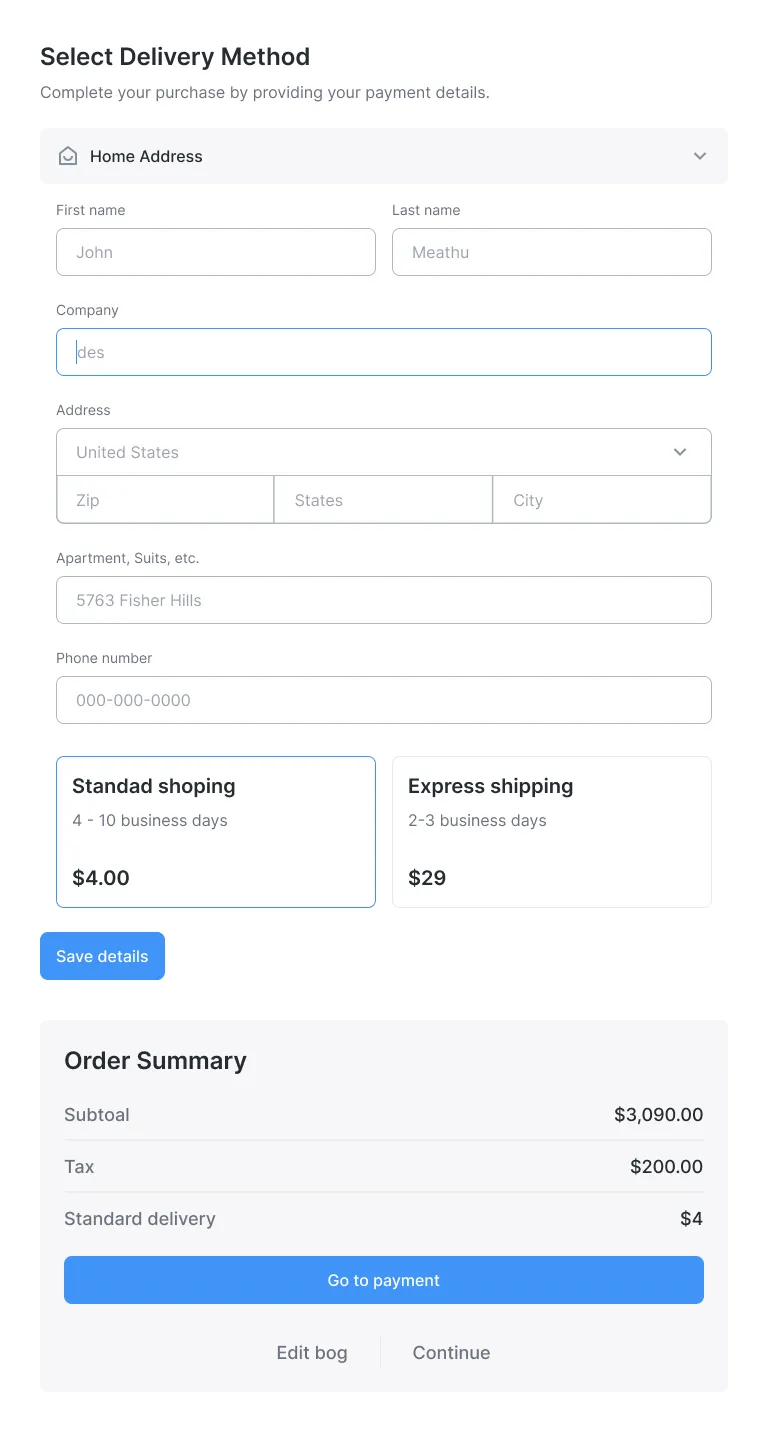 Select Delivery Method
Complete your purchase by providing your payment details.
Home Address
First name
Last name
John
Meathu
Company
des
Address
United States
Zip
States
City
Apartment, Suits, etc.
5763 Fisher Hills
Phone number
000-000-0000
Standad shoping
4 - 10 business days
$4.00
Express shipping
2-3 business days
$29
Save details
Order Summary
Subtoal $3,090.00
Tax $200.00
Standard delivery $4
Go to payment
Edit bog
Continue